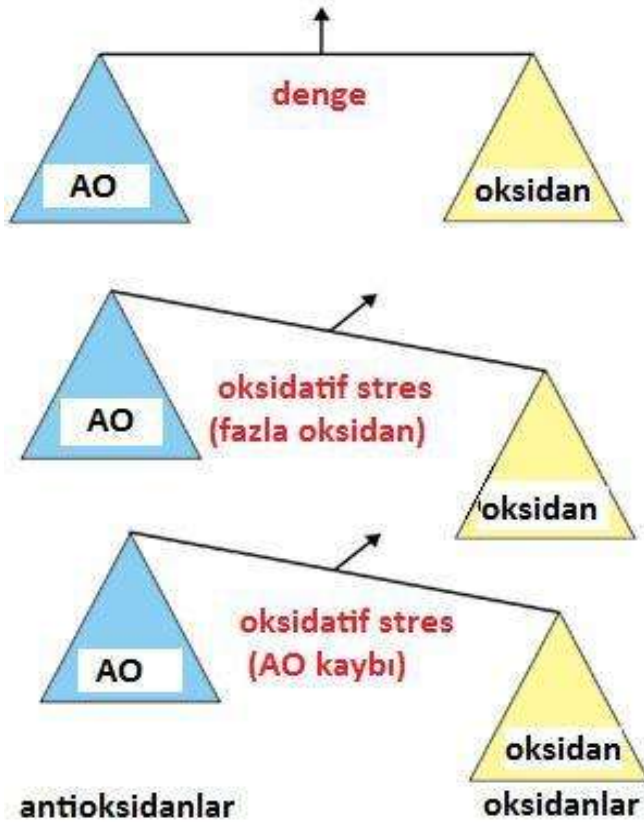 denge
AO
oksidan
oksidatif stres
(fazla oksidan)
AO
oksidan
oksidatif stres
(AO kaybı)
AO
oksidan
antioksidanlar
oksidanlar